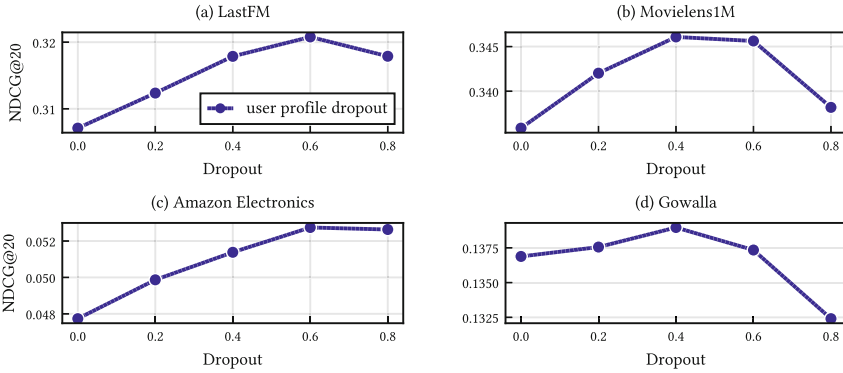 (a) LastFM
NDCG@20
0.32
0.31
user profile dropout
0.0 0.2 0.4 0.6 0.8
Dropout
(b) Movielens1M
0.345
0.340
0.0 0.2 0.4 0.6 0.8
Dropout
(c) Amazon Electronics
NDCG@20
0.052
0.050
0.048
0.0 0.2 0.4 0.6 0.8
Dropout
(d) Gowalla
0.1375
0.1350
0.1325
0.0 0.2 0.4 0.6 0.8
Dropout